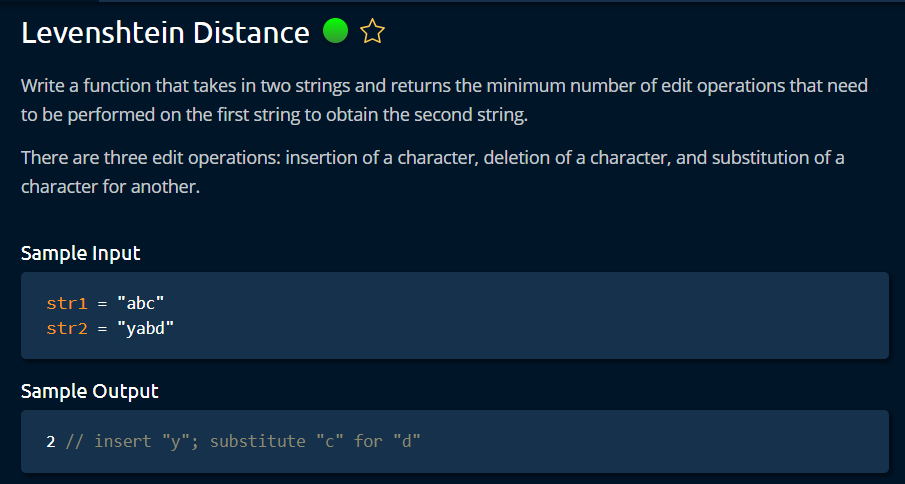 Levenshtein Distance
Write a function that takes in two strings and returns the minimum number of edit operations that need
to be performed on the first string to obtain the second string.
There are three edit operations: insertion of a character, deletion of a character, and substitution of a
character for another.
Sample Input
str1 = "abc"
str2 = "yabd"
Sample Output
2 // insert "y"; substitute "c" for "d"